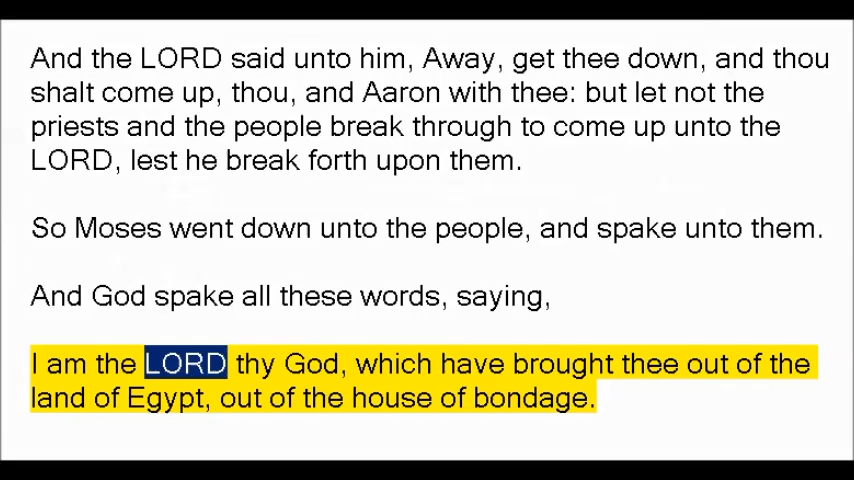 And the LORD said unto him, Away, get thee down, and thou
shalt come up, thou, and Aaron with thee: but let not the
priests and the people break through to come up unto the
LORD, lest he break forth upon them.
So Moses went down unto the people, and spake unto them.
And God spake all these words, saying,
I am the LORD thy God, which have brought thee out of the
land of Egypt, out of the house of bondage.